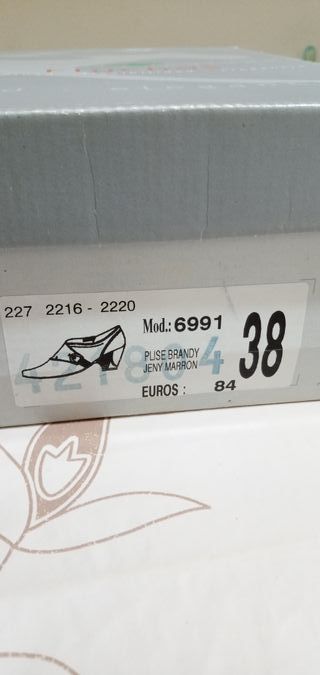 227 2216 - 2220
Mod.: 6991
38
PLISE BRANDY
JENY MARRON
EUROS : 84